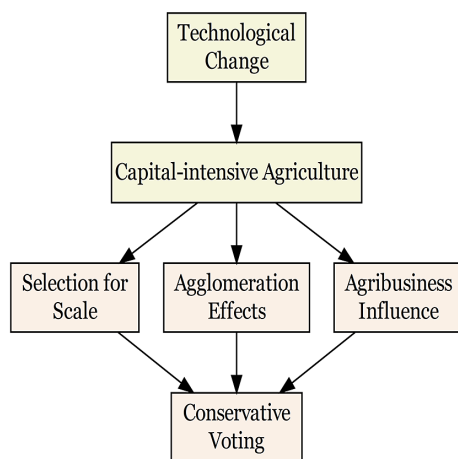 Technological
Change
Capital-intensive Agriculture
Selection for
Scale
Agglomeration
Effects
Agribusiness
Influence
Conservative
Voting